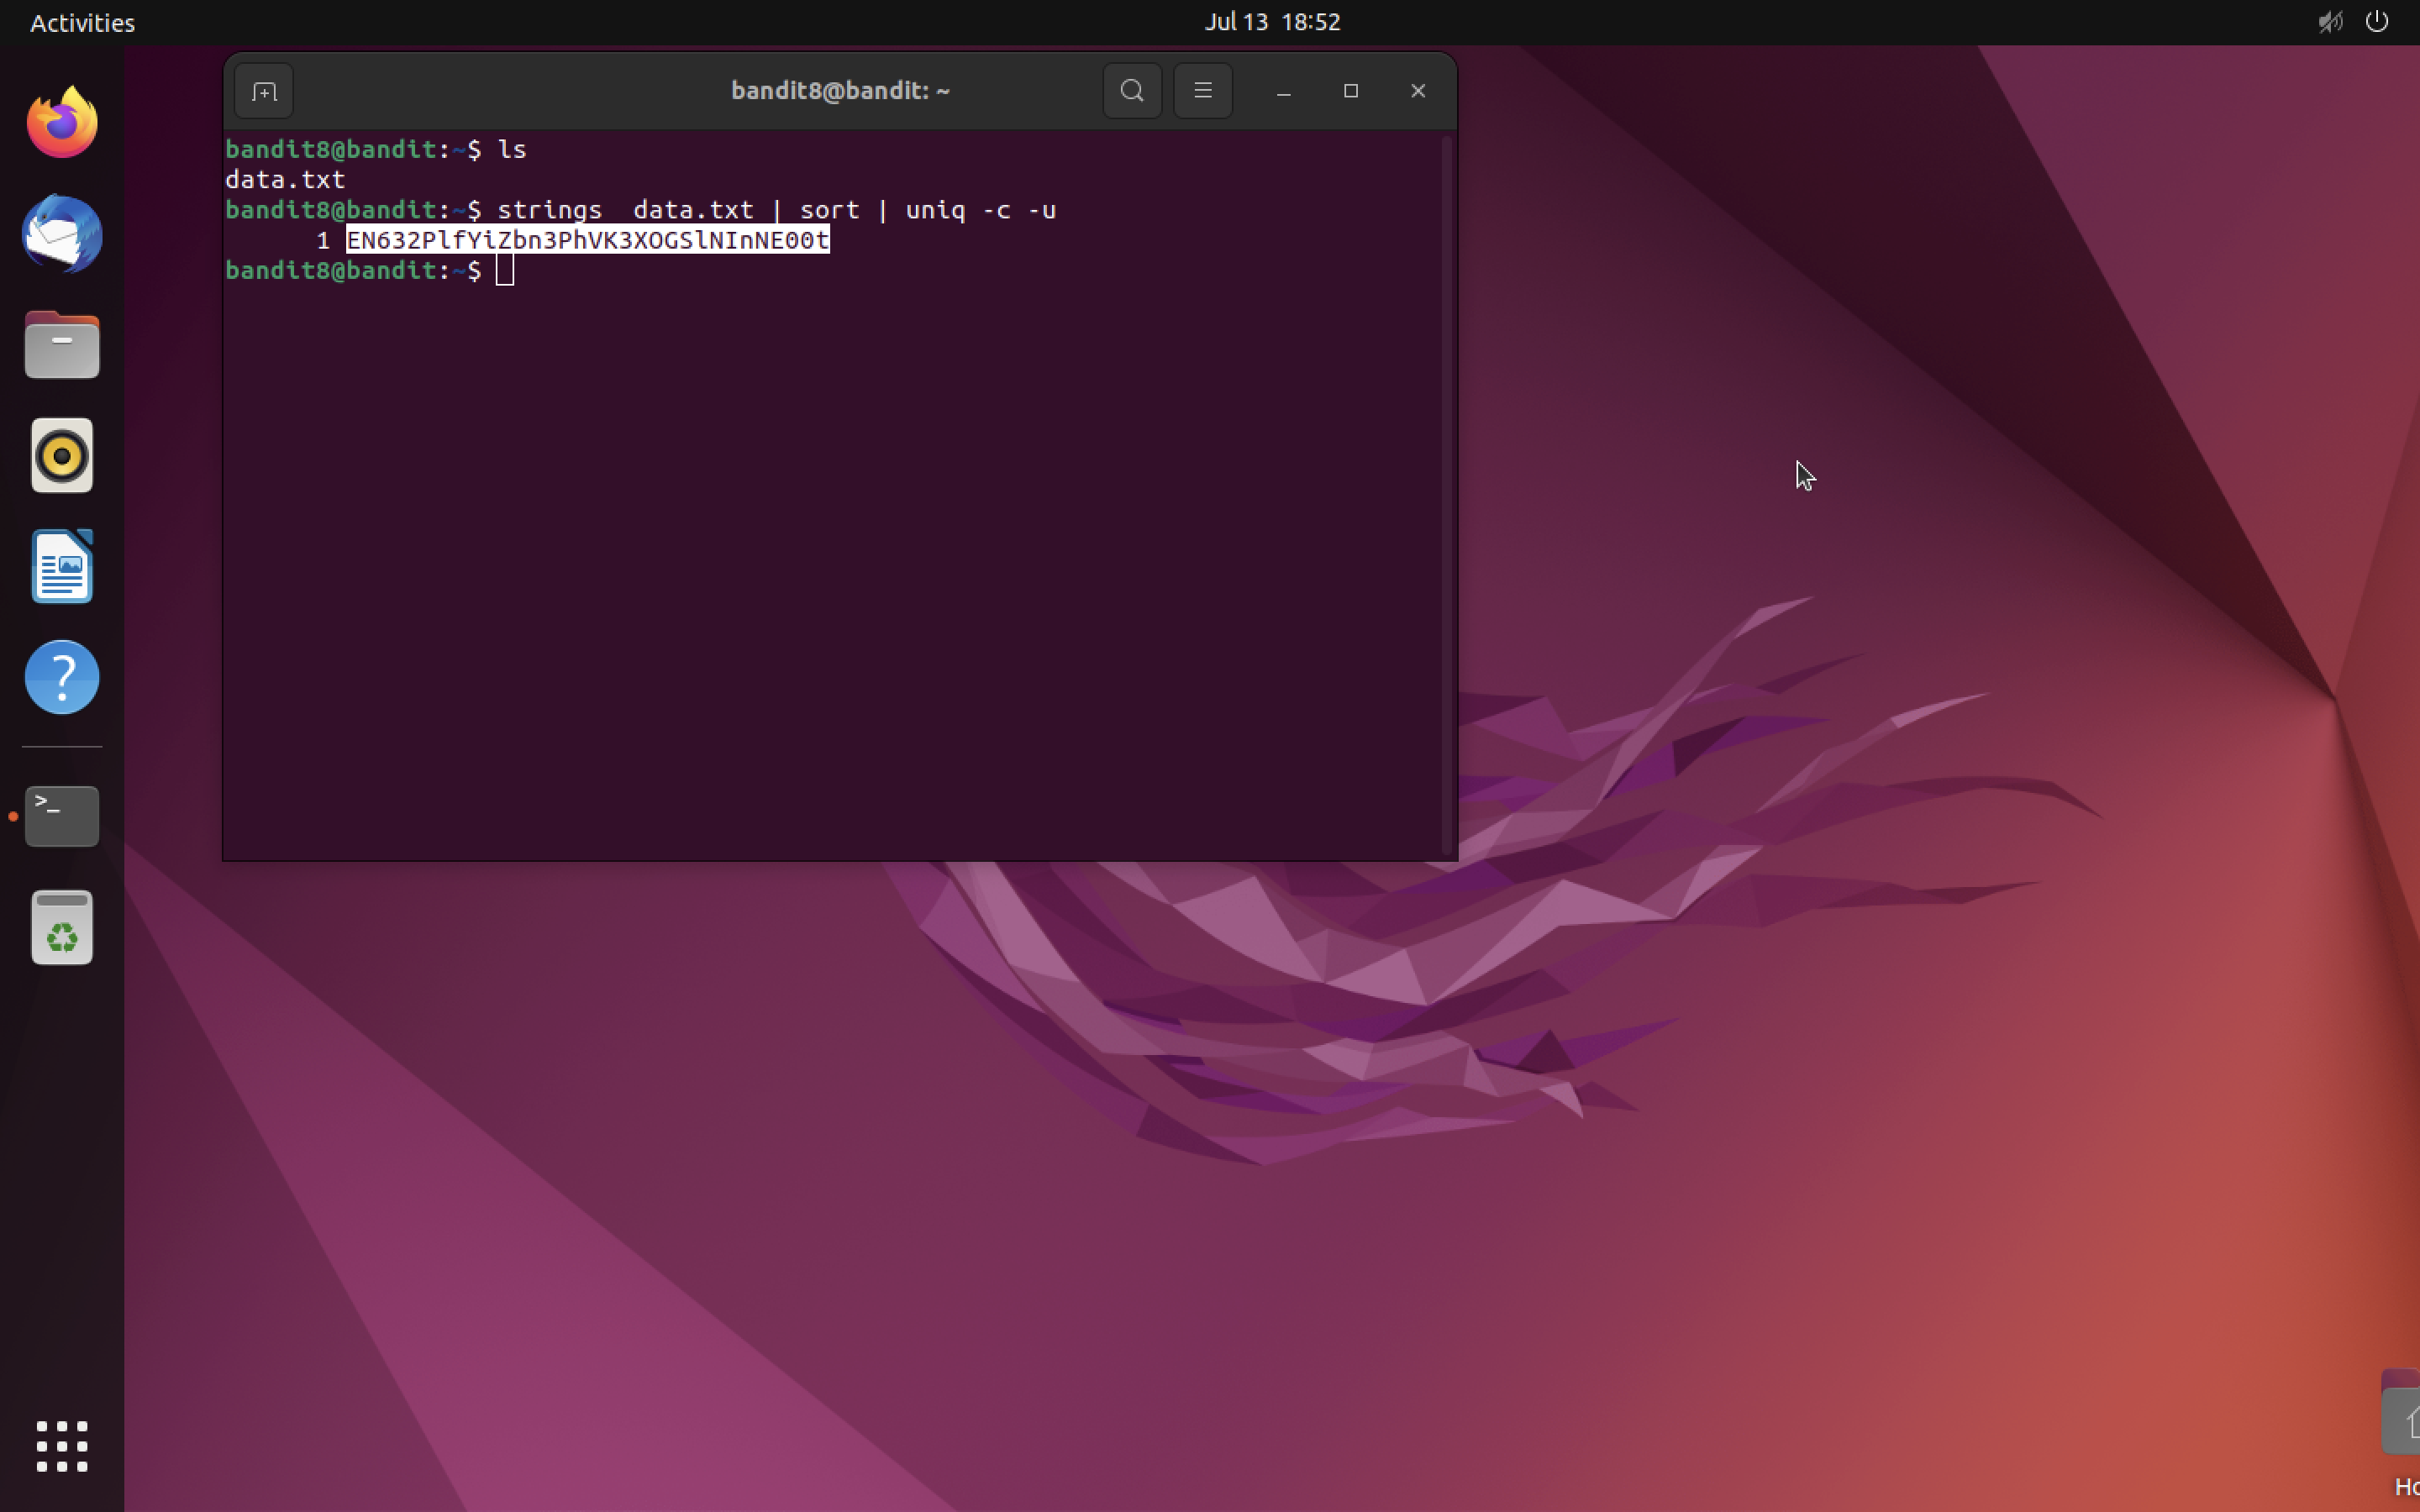 Activities
Jul 13 18:52
bandit8@bandit: ~
bandit8@bandit:~$ ls
data.txt
bandit8@bandit:~$ strings  data.txt | sort | uniq -c -u
      1 EN632PlfYiZbn3PhVK3XOGSlNInNE00t
bandit8@bandit:~$
>_
?